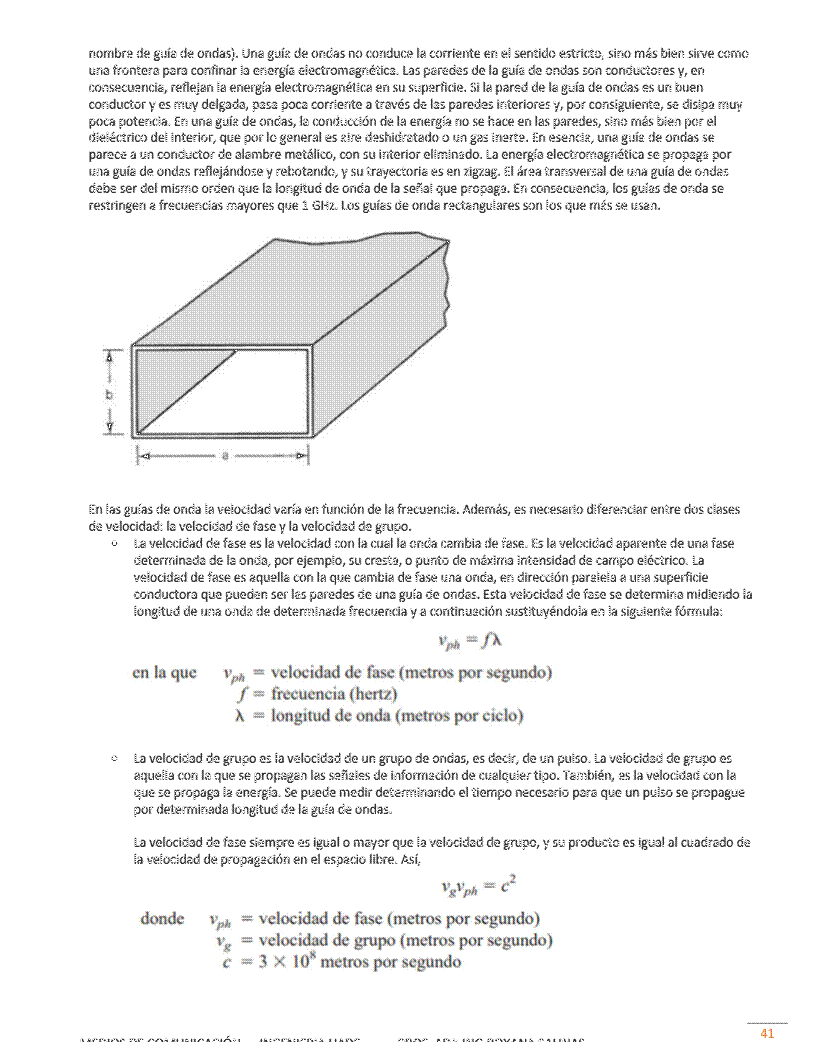 nombre de guía de ondas). Una guía de ondas no conduce la corriente en el sentido estricto, sino más bien sirve como
una frontera para confinar la energía electromagnética. Las paredes de la guía de ondas son conductores y, en
consecuencia, reflejan la energía electromagnética en su superficie. Si la pared de la guía de ondas es un buen
conductor y es muy delgada, pasa poca corriente a través de las paredes interiores y, por consiguiente, se disipa muy
poca potencia. En una guía de ondas, la conducción de la energía no se hace en las paredes, sino más bien por el
dieléctrico del interior, que por lo general es aire deshidratado o un gas inerte. En esencia, una guía de ondas se
parece a un conductor de alambre metálico, con su interior eliminado. La energía electromagnética se propaga por
una guía de ondas reflejándose y rebotando, y su trayectoria es en zigzag. El área transversal de una guía de ondas
debe ser del mismo orden que la longitud de onda de la señal que propaga. En consecuencia, los guías de onda se
restringen a frecuencias mayores que 1 GHz. Los guías de onda rectangulares son los que más se usan.
b
a
En las guías de onda la velocidad varía en función de la frecuencia. Además, es necesario diferenciar entre dos clases
de velocidad: la velocidad de fase y la velocidad de grupo.
○ La velocidad de fase es la velocidad con la cual la onda cambia de fase. Es la velocidad aparente de una fase
determinada de la onda, por ejemplo, su cresta, o punto de máxima intensidad de campo eléctrico. La
velocidad de fase es aquella con la que cambia de fase una onda, en dirección paralela a una superficie
conductora que pueden ser las paredes de una guía de ondas. Esta velocidad de fase se determina midiendo la
longitud de una onda de determinada frecuencia y a continuación sustituyéndola en la siguiente fórmula:
v_ph = fλ
en la que v_ph = velocidad de fase (metros por segundo)
f = frecuencia (hertz)
λ = longitud de onda (metros por ciclo)
○ La velocidad de grupo es la velocidad de un grupo de ondas, es decir, de un pulso. La velocidad de grupo es
aquella con la que se propagan las señales de información de cualquier tipo. También, es la velocidad con la
que se propaga la energía. Se puede medir determinando el tiempo necesario para que un pulso se propague
por determinada longitud de la guía de ondas.
La velocidad de fase siempre es igual o mayor que la velocidad de grupo, y su producto es igual al cuadrado de
la velocidad de propagación en el espacio libre. Así,
v_g v_ph = c²
donde v_ph = velocidad de fase (metros por segundo)
v_g = velocidad de grupo (metros por segundo)
c = 3 × 10⁸ metros por segundo
41
MEDIOS DE COMUNICACIÓN